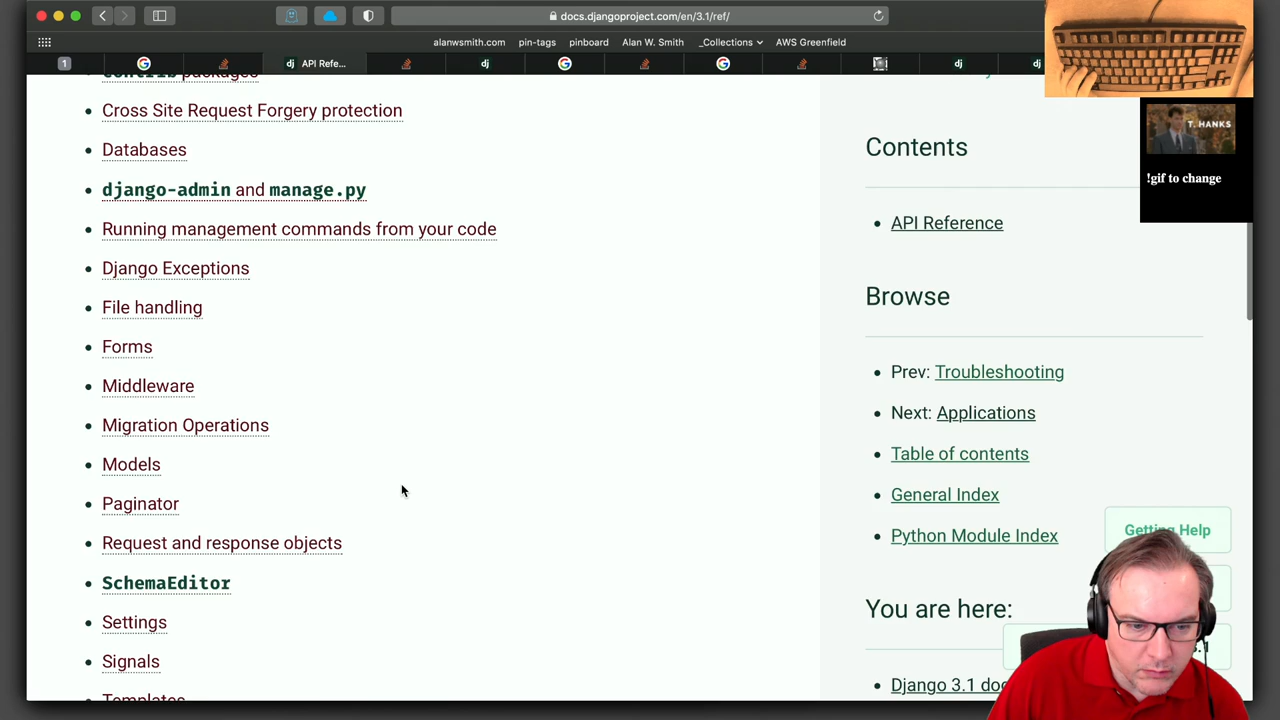 docs.djangoproject.com/en/3.1/ref/
alanwsmith.com pin-tags pinboard Alan W. Smith _Collections AWS Greenfield
1
dj API Refe... dj dj dj
contrib packages
Cross Site Request Forgery protection
Databases
django-admin and manage.py
Running management commands from your code
Django Exceptions
File handling
Forms
Middleware
Migration Operations
Models
Paginator
Request and response objects
SchemaEditor
Settings
Signals
Templates
Contents
API Reference
Browse
Prev: Troubleshooting
Next: Applications
Table of contents
General Index
Python Module Index
Getting Help
You are here:
Django 3.1
T. HANKS
!gif to change